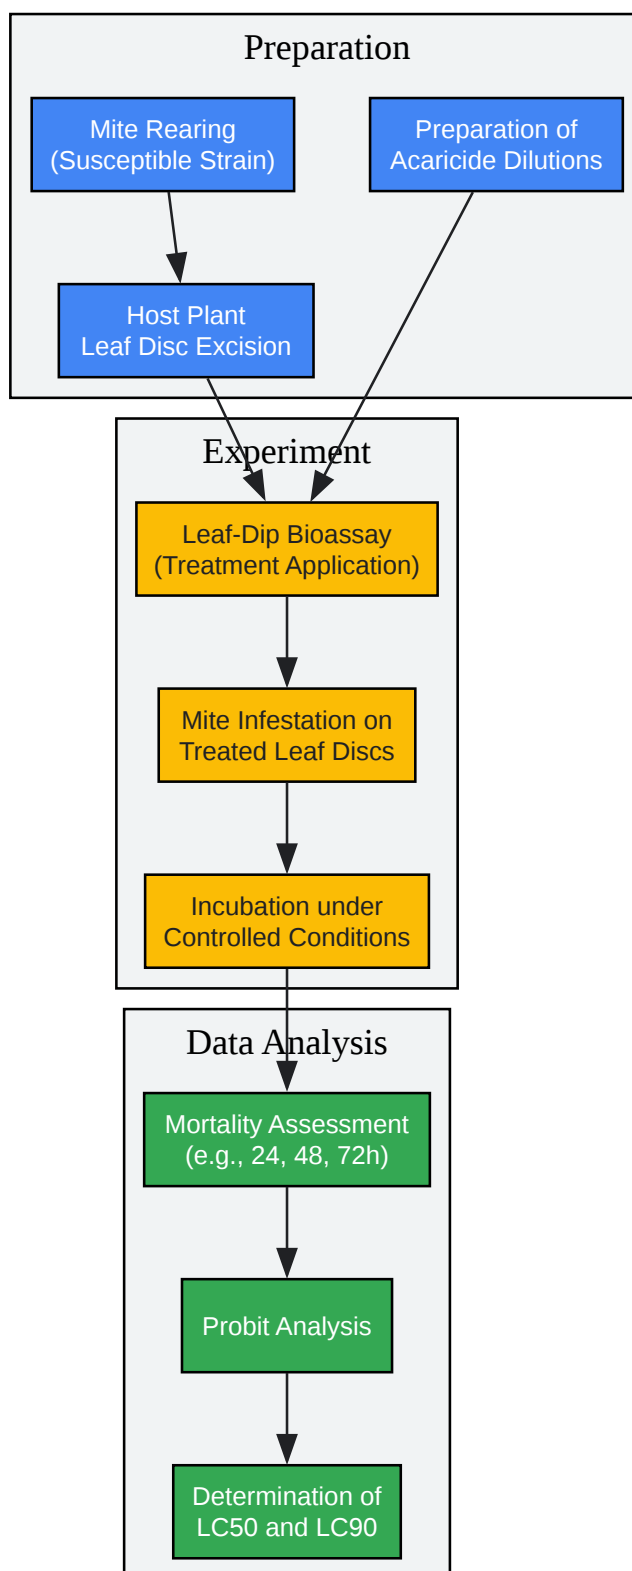 Preparation
Mite Rearing
(Susceptible Strain)
Preparation of
Acaricide Dilutions
Host Plant
Leaf Disc Excision
Experiment
Leaf-Dip Bioassay
(Treatment Application)
Mite Infestation on
Treated Leaf Discs
Incubation under
Controlled Conditions
Data Analysis
Mortality Assessment
(e.g., 24, 48, 72h)
Probit Analysis
Determination of
LC50 and LC90